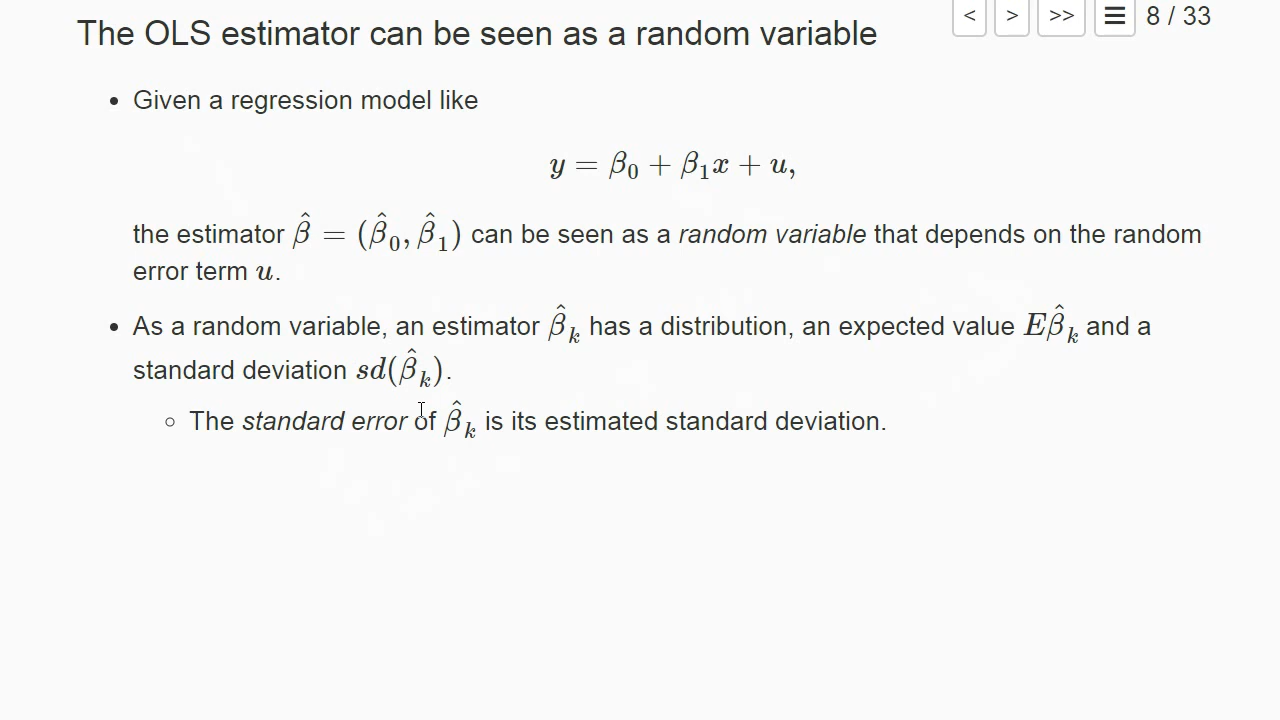 The OLS estimator can be seen as a random variable
< > >> ☰ 8 / 33
• Given a regression model like
y = β₀ + β₁x + u,
the estimator β̂ = (β̂₀, β̂₁) can be seen as a random variable that depends on the random
error term u.
• As a random variable, an estimator β̂ₖ has a distribution, an expected value Eβ̂ₖ and a
standard deviation sd(β̂ₖ).
○ The standard error of β̂ₖ is its estimated standard deviation.